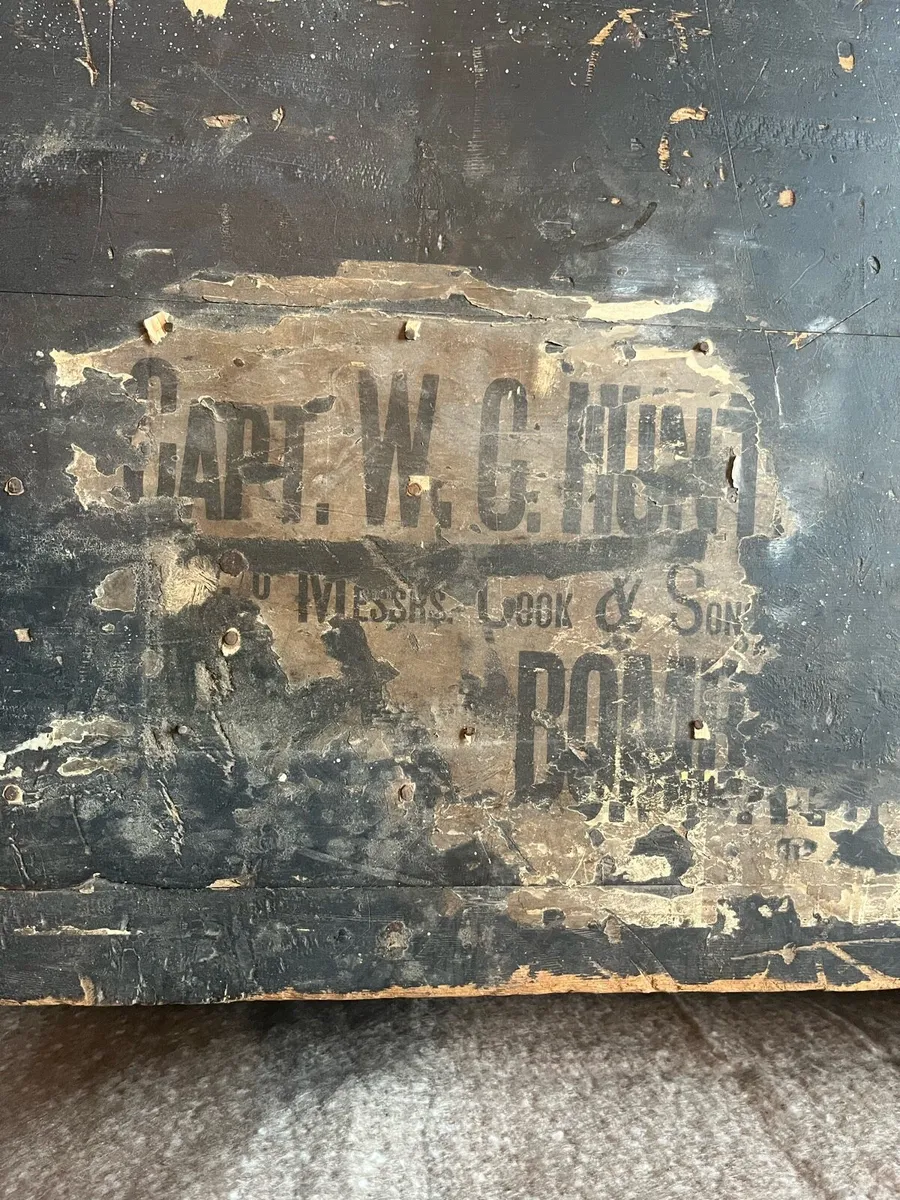 CAPT. W. C. HUNT
MESSRS. COOK & SON